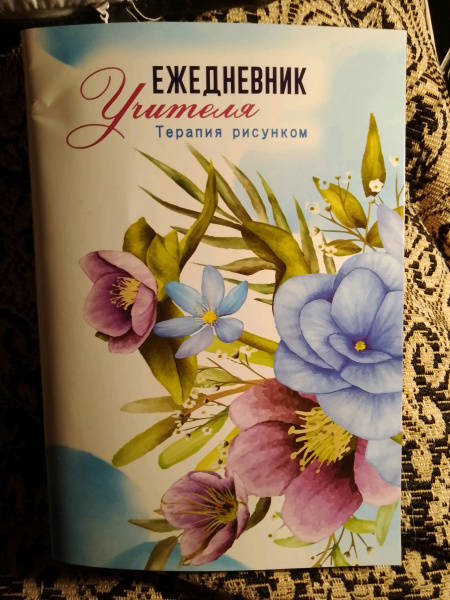 ЕЖЕДНЕВНИК
Учителя
Терапия рисунком